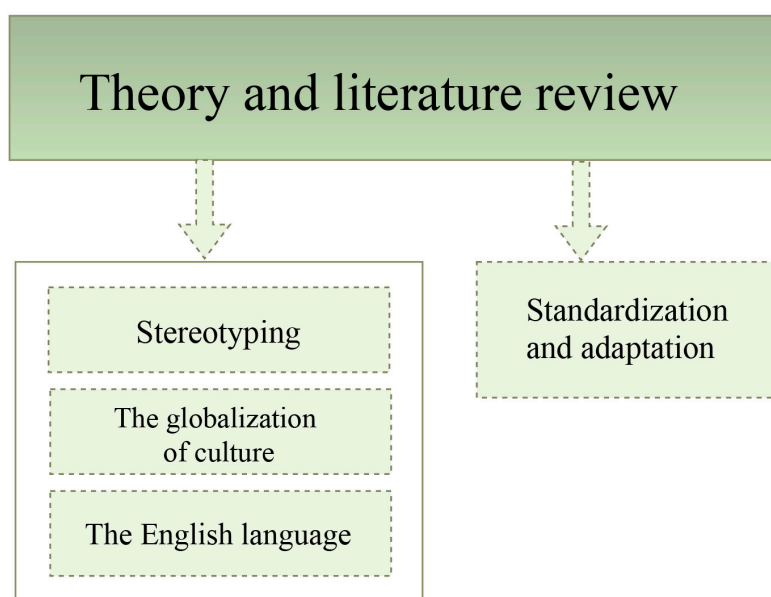 Theory and literature review
Stereotyping
The globalization
of culture
The English language
Standardization
and adaptation